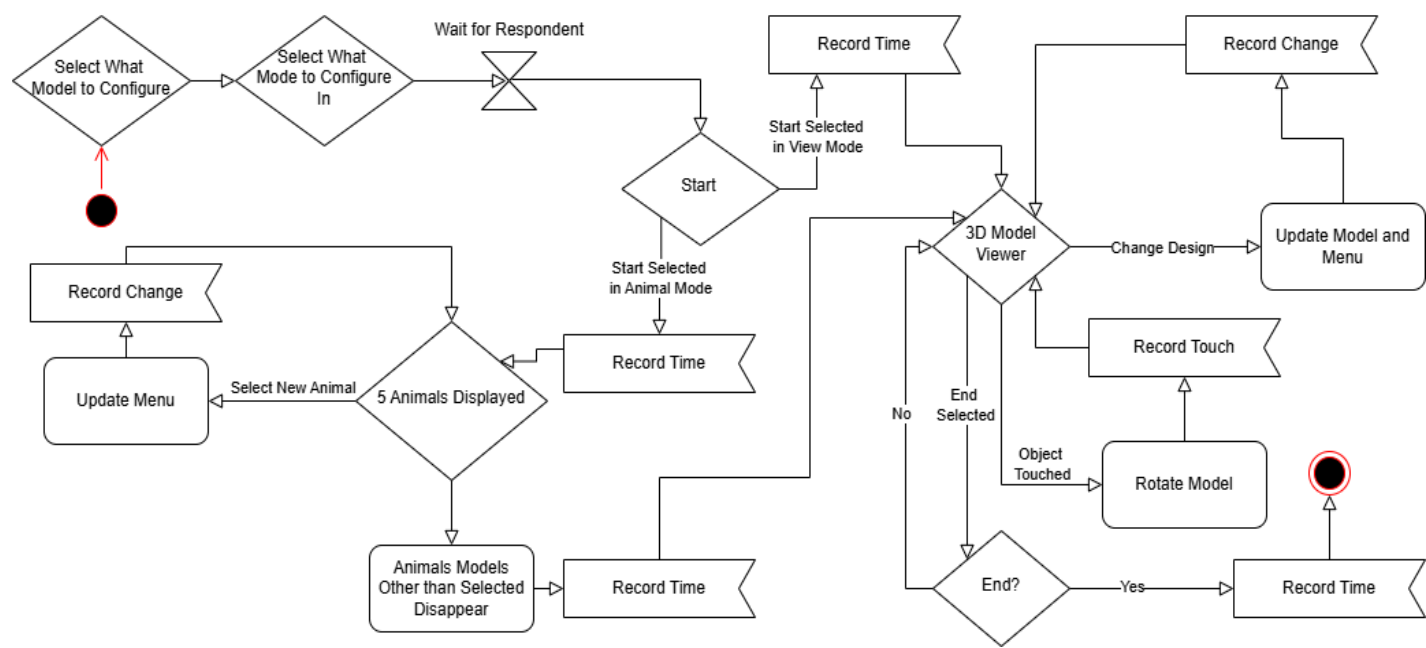 Select What
Model to Configure
Select What
Mode to Configure
In
Wait for Respondent
Start
Start Selected
in View Mode
Record Time
Record Change
3D Model
Viewer
Change Design
Update Model and
Menu
Start Selected
in Animal Mode
Record Change
Record Time
Update Menu
Select New Animal
5 Animals Displayed
Record Touch
No
End
Selected
Object
Touched
Rotate Model
Animals Models
Other than Selected
Disappear
Record Time
End?
Yes
Record Time